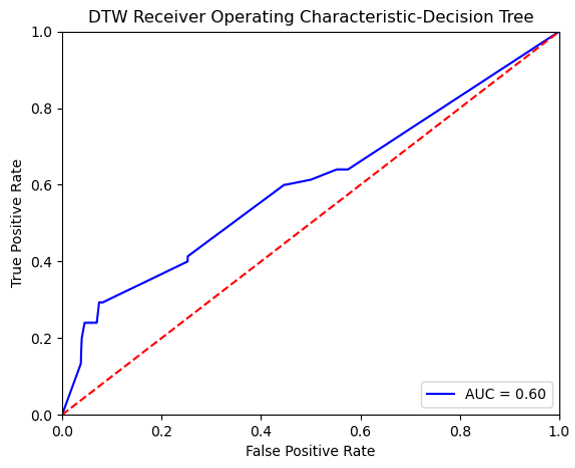 DTW Receiver Operating Characteristic-Decision Tree
1.0
0.8
0.6
0.4
0.2
0.0
True Positive Rate
AUC = 0.60
0.0 0.2 0.4 0.6 0.8 1.0
False Positive Rate